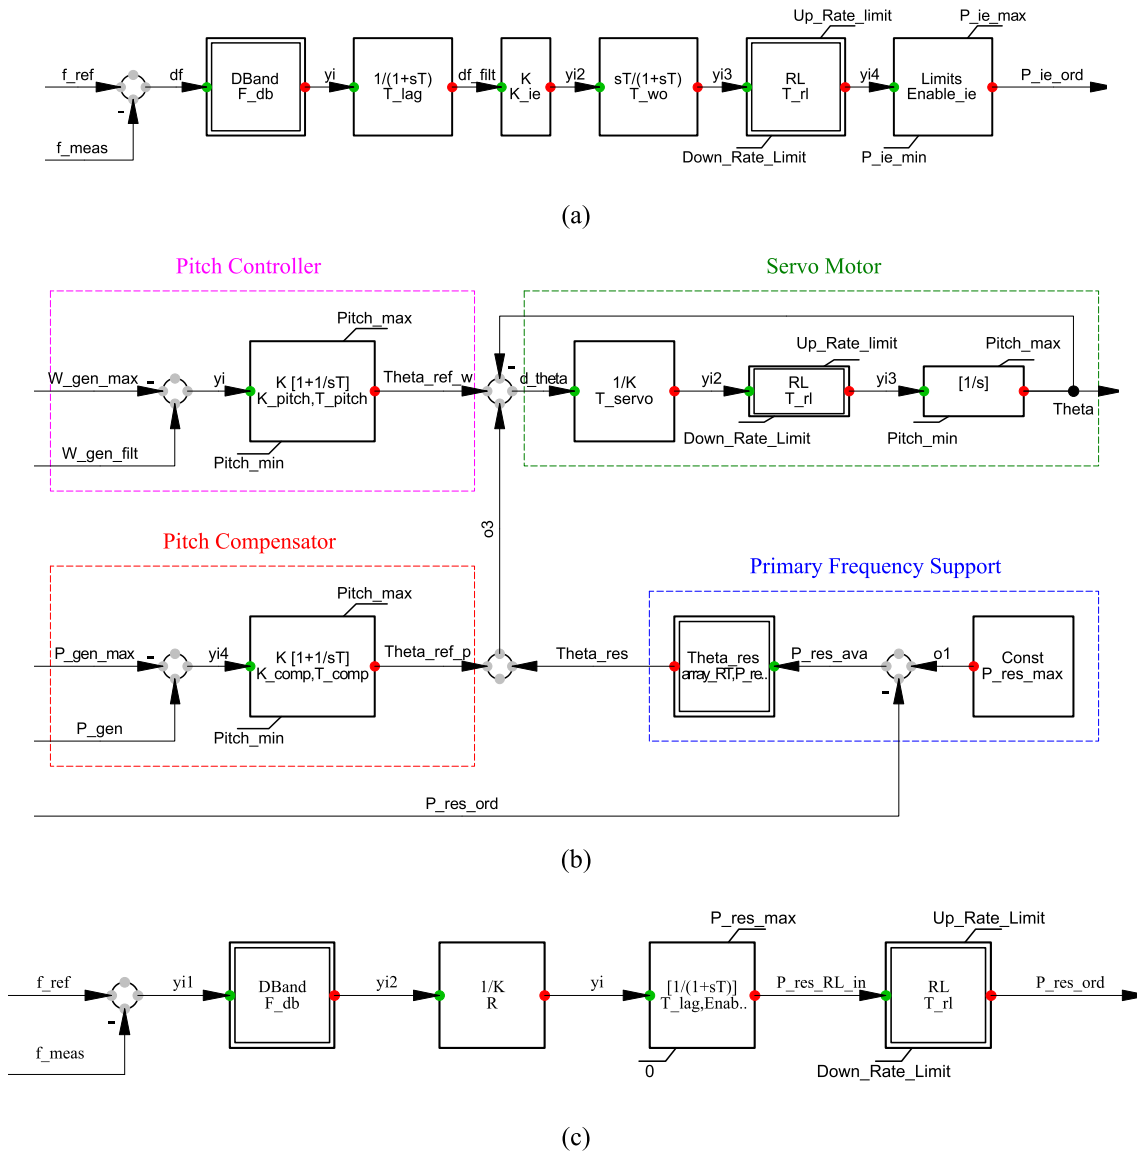 Up_Rate_limit
P_ie_max
f_ref
df
DBand
F_db
yi
1/(1+sT)
T_lag
df_filt
K
K_ie
yi2
sT/(1+sT)
T_wo
yi3
RL
T_rl
yi4
Limits
Enable_ie
P_ie_ord
-
f_meas
Down_Rate_Limit
P_ie_min
(a)
Pitch Controller
Servo Motor
Pitch_max
Up_Rate_limit
Pitch_max
W_gen_max
-
yi
K [1+1/sT]
K_pitch,T_pitch
Theta_ref_w
-
d_theta
1/K
T_servo
yi2
RL
T_rl
yi3
[1/s]
Theta
W_gen_filt
Pitch_min
Down_Rate_Limit
Pitch_min
o3
Pitch Compensator
Primary Frequency Support
Pitch_max
P_gen_max
-
yi4
K [1+1/sT]
K_comp,T_comp
Theta_ref_p
Theta_res
Theta_res
array_RT,P_re..
P_res_ava
-
o1
Const
P_res_max
P_gen
Pitch_min
P_res_ord
(b)
P_res_max
Up_Rate_Limit
f_ref
yi1
DBand
F_db
yi2
1/K
R
yi
[1/(1+sT)]
T_lag,Enab..
P_res_RL_in
RL
T_rl
P_res_ord
-
f_meas
0
Down_Rate_Limit
(c)